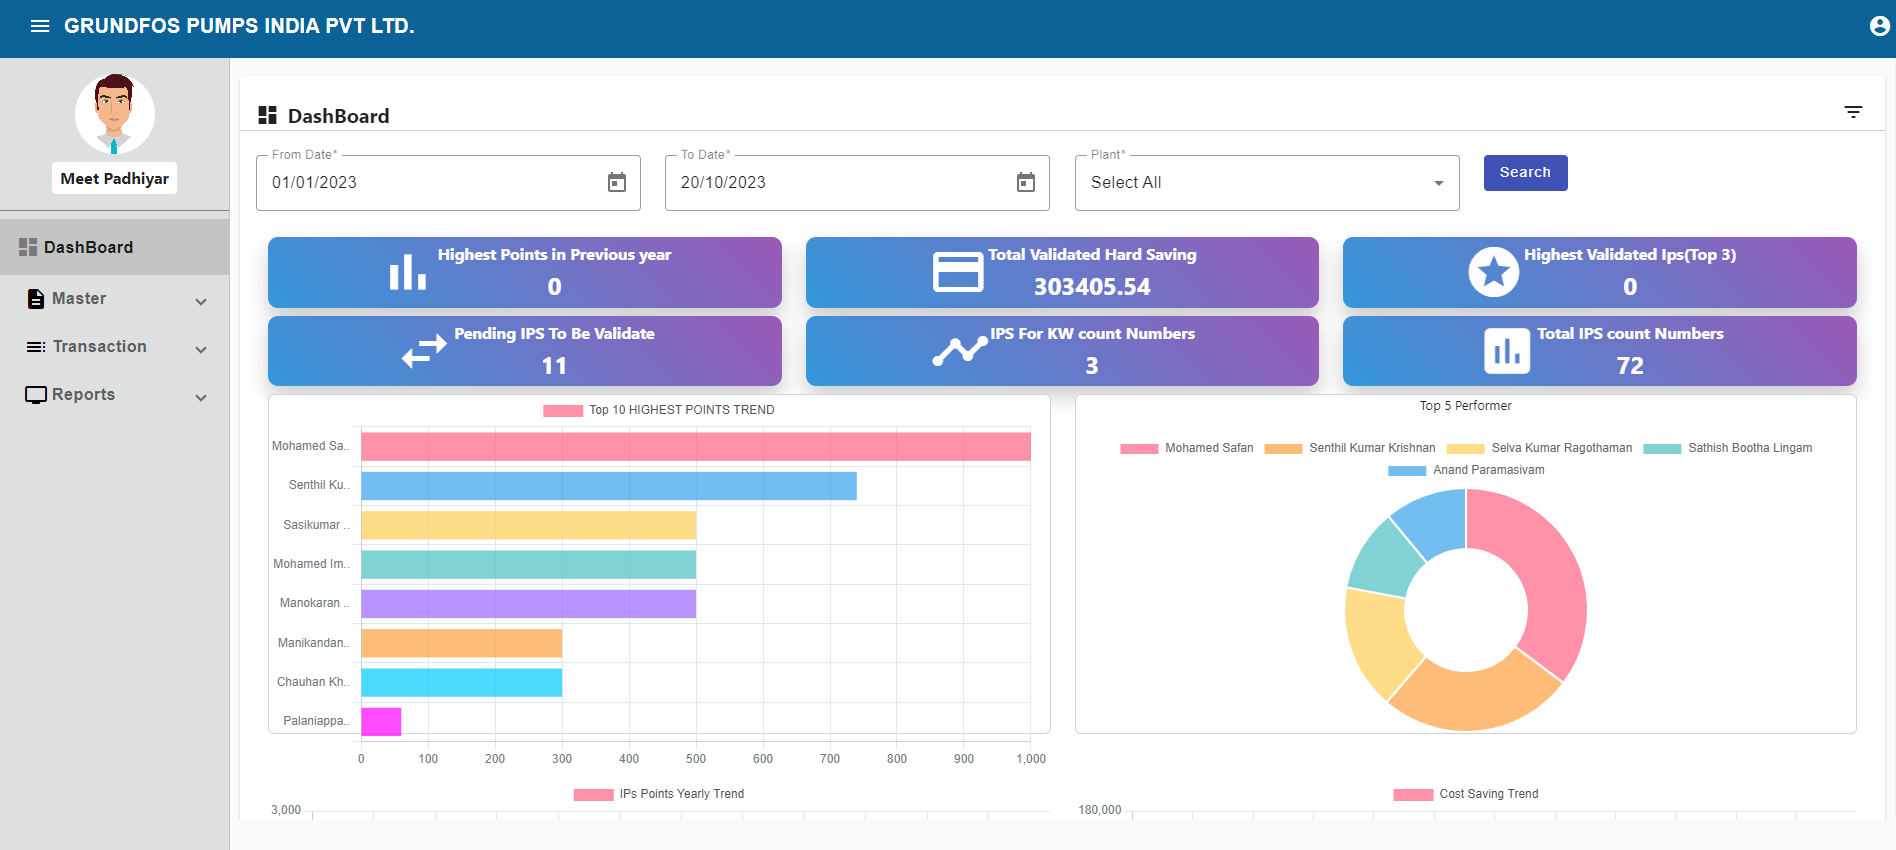 GRUNDFOS PUMPS INDIA PVT LTD.
Meet Padhiyar
DashBoard
Master
Transaction
Reports
DashBoard
From Date*
01/01/2023
To Date*
20/10/2023
Plant*
Select All
Search
Highest Points in Previous year
0
Total Validated Hard Saving
303405.54
Highest Validated Ips(Top 3)
0
Pending IPS To Be Validate
11
IPS For KW count Numbers
3
Total IPS count Numbers
72
Top 10 HIGHEST POINTS TREND
Mohamed Sa..
Senthil Ku..
Sasikumar ..
Mohamed Im..
Manokaran ..
Manikandan..
Chauhan Kh..
Palaniappa..
0 100 200 300 400 500 600 700 800 900 1,000
Top 5 Performer
Mohamed Safan Senthil Kumar Krishnan Selva Kumar Ragothaman Sathish Bootha Lingam
Anand Paramasivam
IPs Points Yearly Trend
3,000
Cost Saving Trend
180,000